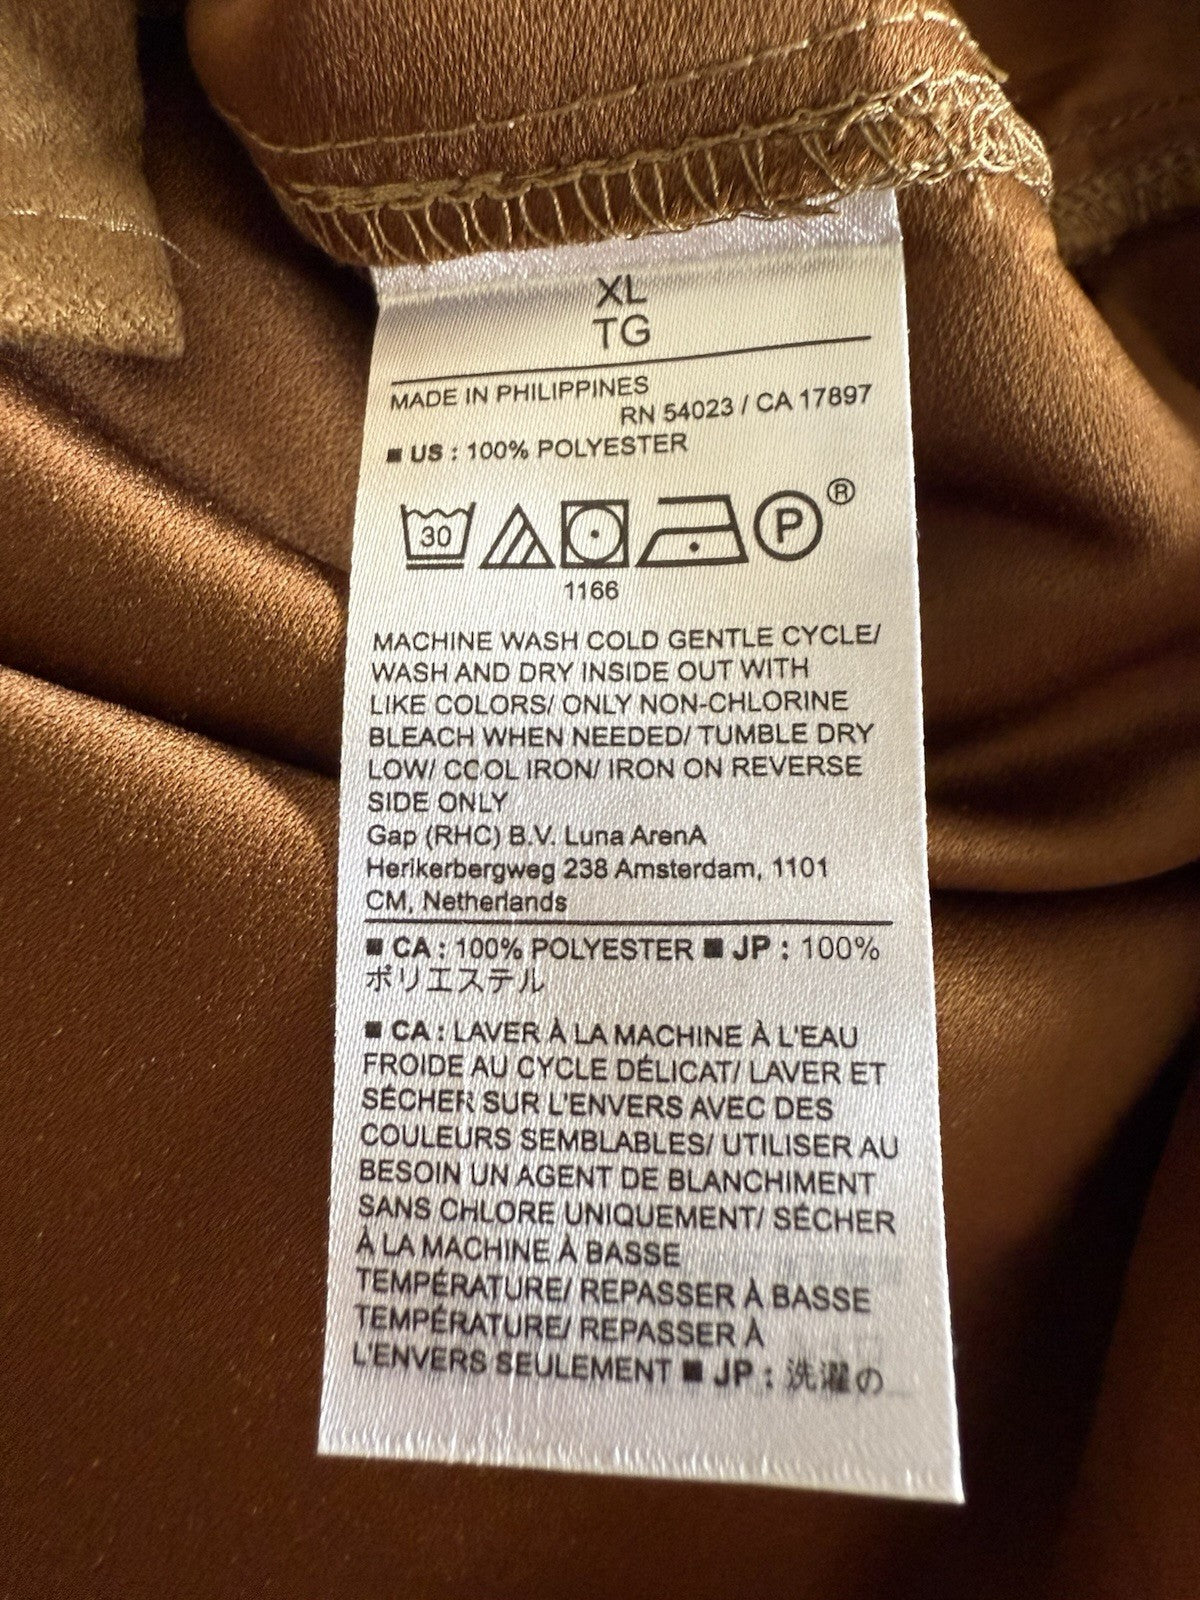 XL
TG
MADE IN PHILIPPINES
RN 54023 / CA 17897
■ US : 100% POLYESTER
30
P
®
1166
MACHINE WASH COLD GENTLE CYCLE/
WASH AND DRY INSIDE OUT WITH
LIKE COLORS/ ONLY NON-CHLORINE
BLEACH WHEN NEEDED/ TUMBLE DRY
LOW/ COOL IRON/ IRON ON REVERSE
SIDE ONLY
Gap (RHC) B.V. Luna ArenA
Herikerbergweg 238 Amsterdam, 1101
CM, Netherlands
■ CA : 100% POLYESTER ■ JP : 100%
ポリエステル
■ CA : LAVER À LA MACHINE À L'EAU
FROIDE AU CYCLE DÉLICAT/ LAVER ET
SÉCHER SUR L'ENVERS AVEC DES
COULEURS SEMBLABLES/ UTILISER AU
BESOIN UN AGENT DE BLANCHIMENT
SANS CHLORE UNIQUEMENT/ SÉCHER
À LA MACHINE À BASSE
TEMPÉRATURE/ REPASSER À BASSE
TEMPÉRATURE/ REPASSER À
L'ENVERS SEULEMENT ■ JP : 洗濯の